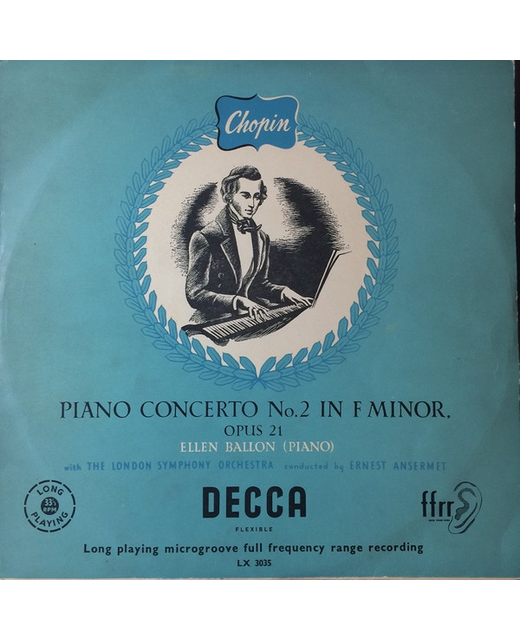 Chopin
PIANO CONCERTO No. 2 IN F MINOR.
OPUS 21
ELLEN BALLON (PIANO)
with THE LONDON SYMPHONY ORCHESTRA conducted by ERNEST ANSERMET
LONG
33⅓
RPM
PLAYING
DECCA
FLEXIBLE
ffrr
Long playing microgroove full frequency range recording
LX 3035